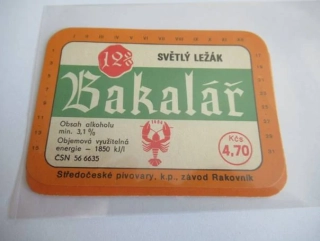 12%
SVĚTLÝ LEŽÁK
Bakalář
Obsah alkoholu
min. 3,1 %
Objemová využitelná
energie ~ 1850 kJ/l
ČSN 56 6635
Kčs
4,70
Středočeské pivovary, k.p., závod Rakovník